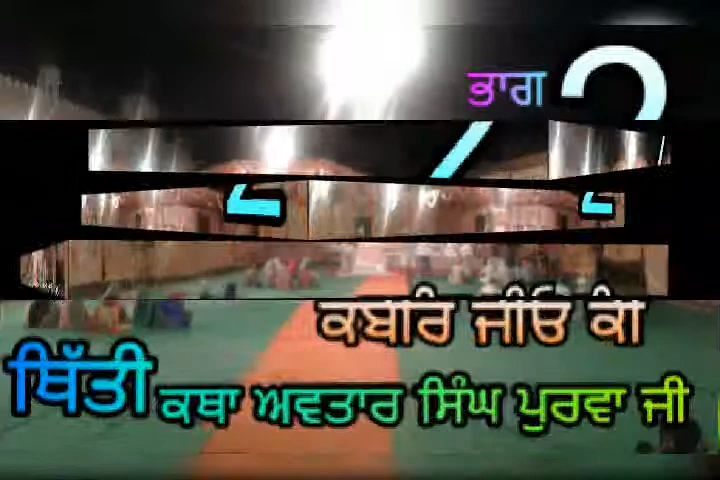 ਭਾਗ 2
ਕਬੀਰ ਜੀਓ ਕੀ
ਥਿੱਤੀ ਕਥਾ ਅਵਤਾਰ ਸਿੰਘ ਪੁਰਵਾ ਜੀ